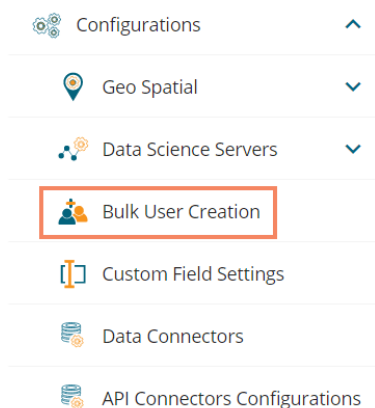 Configurations
Geo Spatial
Data Science Servers
Bulk User Creation
Custom Field Settings
Data Connectors
API Connectors Configurations